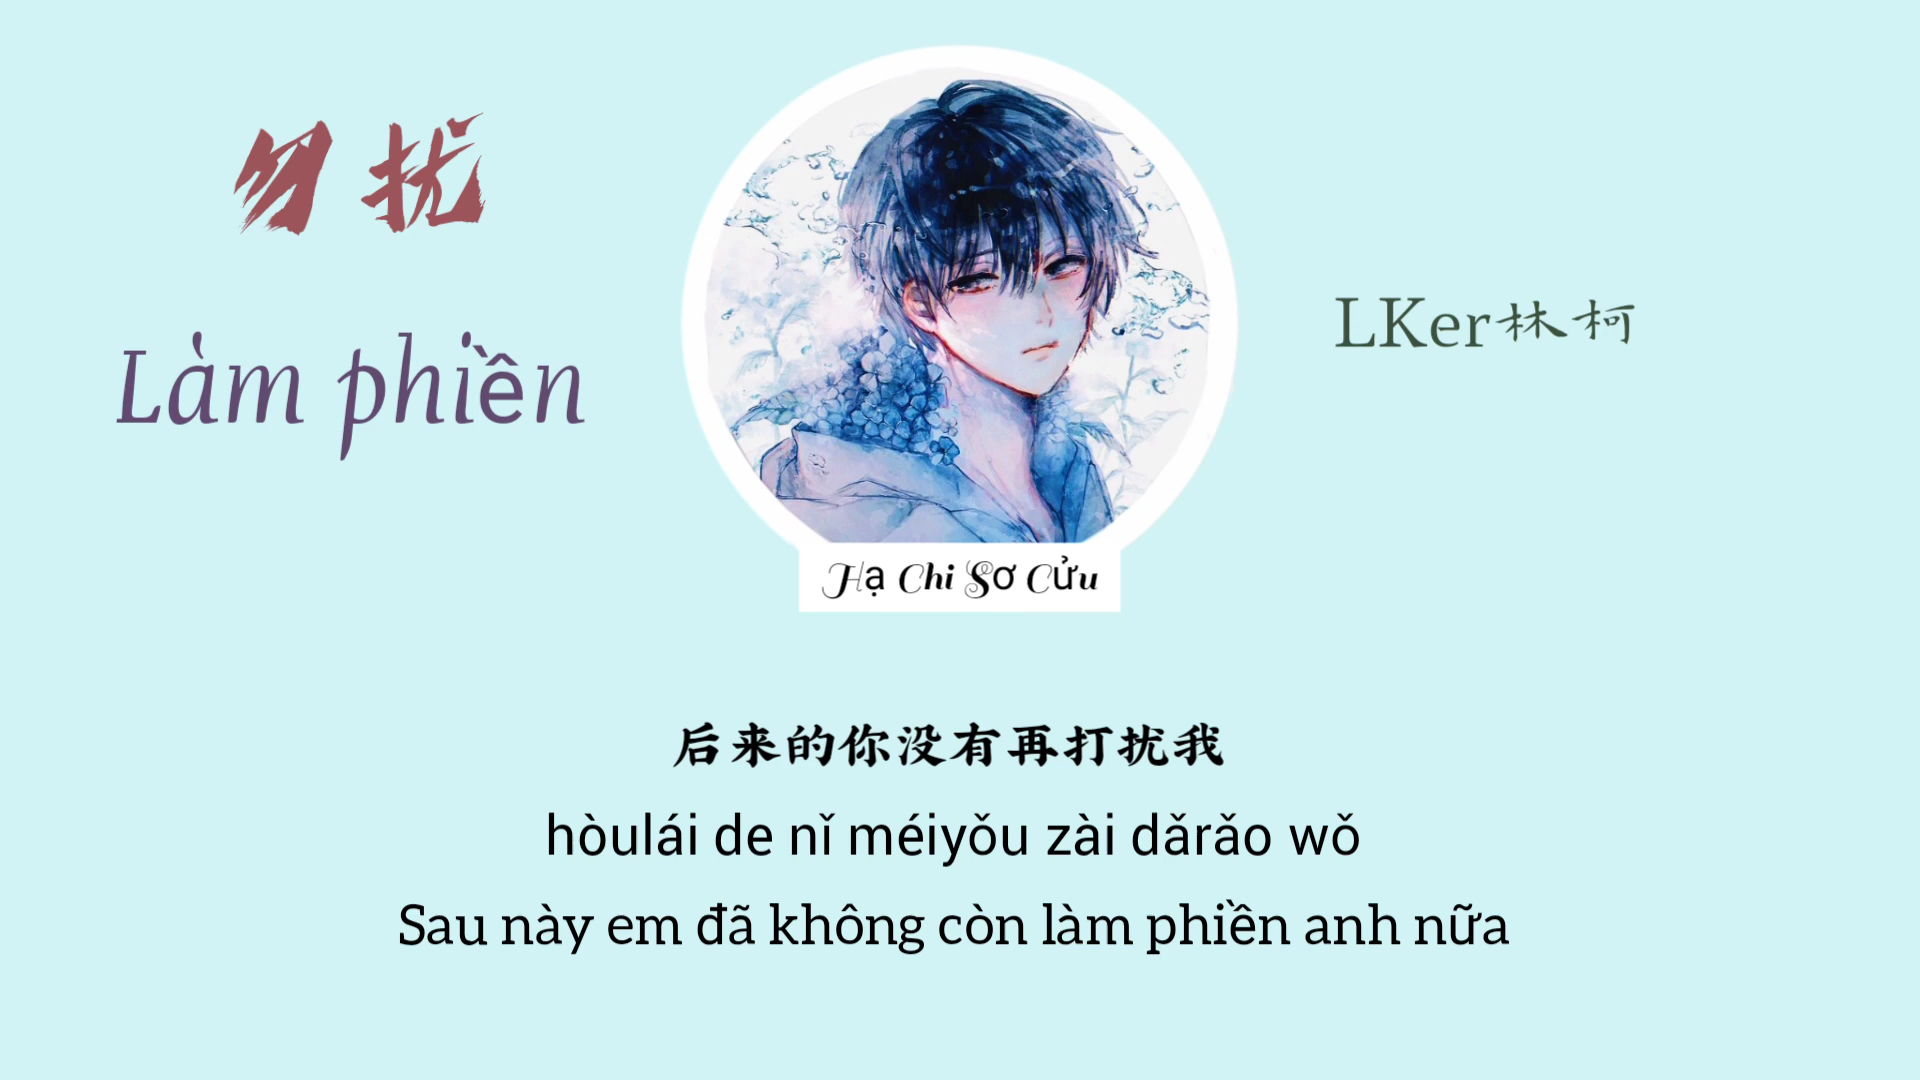 勿扰
Làm phiền
LKer林柯
Hạ Chi Sơ Cửu
后来的你没有再打扰我
hòulái de nǐ méiyǒu zài dǎrǎo wǒ
Sau này em đã không còn làm phiền anh nữa